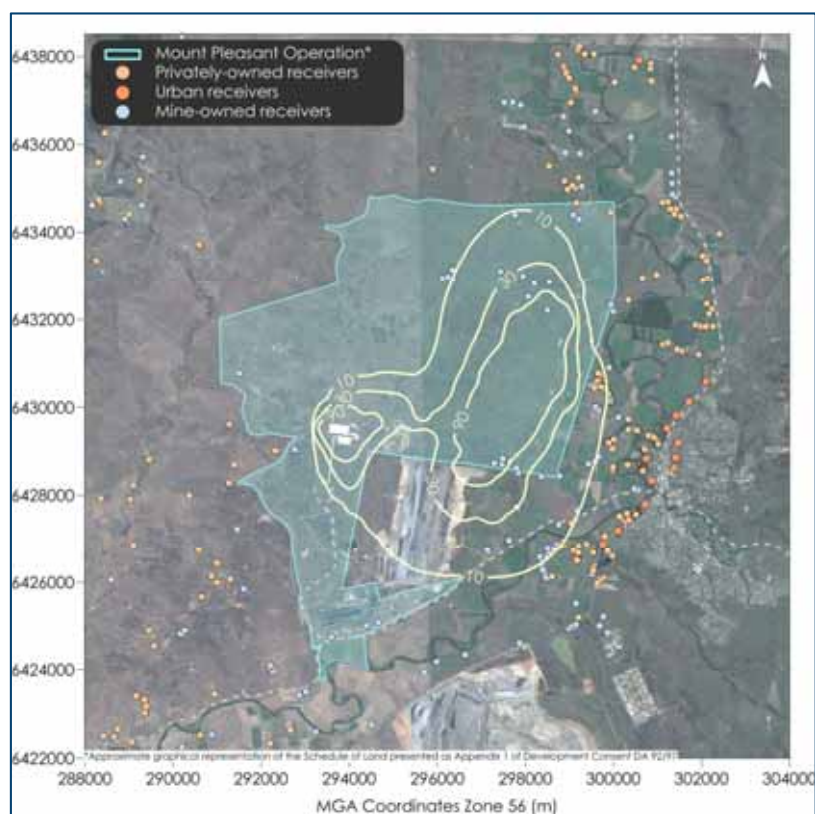 Mount Pleasant Operation*
Privately-owned receivers
Urban receivers
Mine-owned receivers
N
6438000
6436000
6434000
6432000
6430000
6428000
6426000
6424000
6422000
10
30
90
10
30
90
10
*Approximate graphical representation of the Schedule of Land presented as Appendix 1 of Development Consent DA 92/97
288000 290000 292000 294000 296000 298000 300000 302000 304000
MGA Coordinates Zone 56 (m)